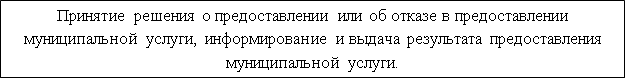 Принятие решения о предоставлении или об отказе в предоставлении
муниципальной услуги, информирование и выдача результата предоставления
муниципальной услуги.